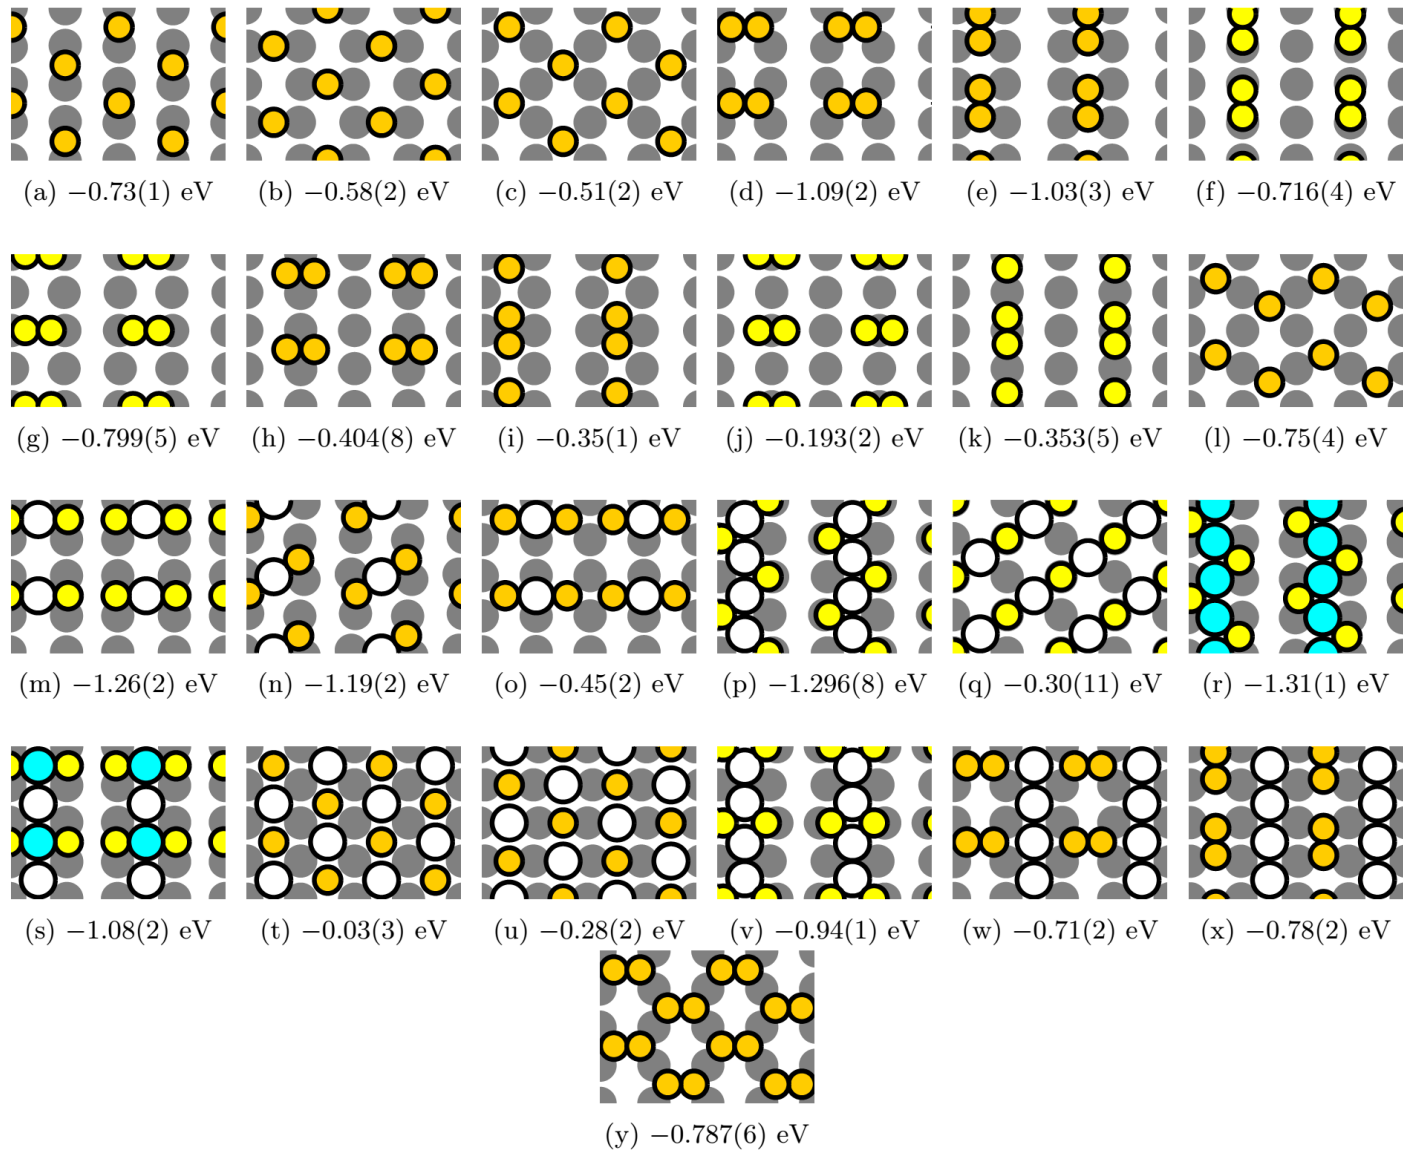 (a) −0.73(1) eV (b) −0.58(2) eV (c) −0.51(2) eV (d) −1.09(2) eV (e) −1.03(3) eV (f) −0.716(4) eV
(g) −0.799(5) eV (h) −0.404(8) eV (i) −0.35(1) eV (j) −0.193(2) eV (k) −0.353(5) eV (l) −0.75(4) eV
(m) −1.26(2) eV (n) −1.19(2) eV (o) −0.45(2) eV (p) −1.296(8) eV (q) −0.30(11) eV (r) −1.31(1) eV
(s) −1.08(2) eV (t) −0.03(3) eV (u) −0.28(2) eV (v) −0.94(1) eV (w) −0.71(2) eV (x) −0.78(2) eV
(y) −0.787(6) eV